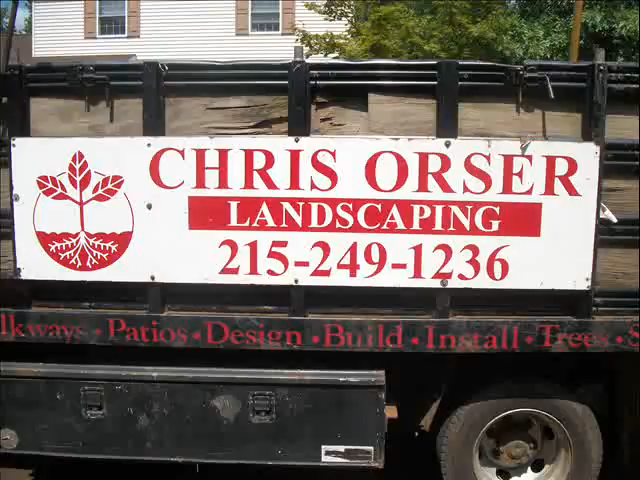 CHRIS ORSER
LANDSCAPING
215-249-1236
lkways • Patios • Design • Build • Install • Trees • S